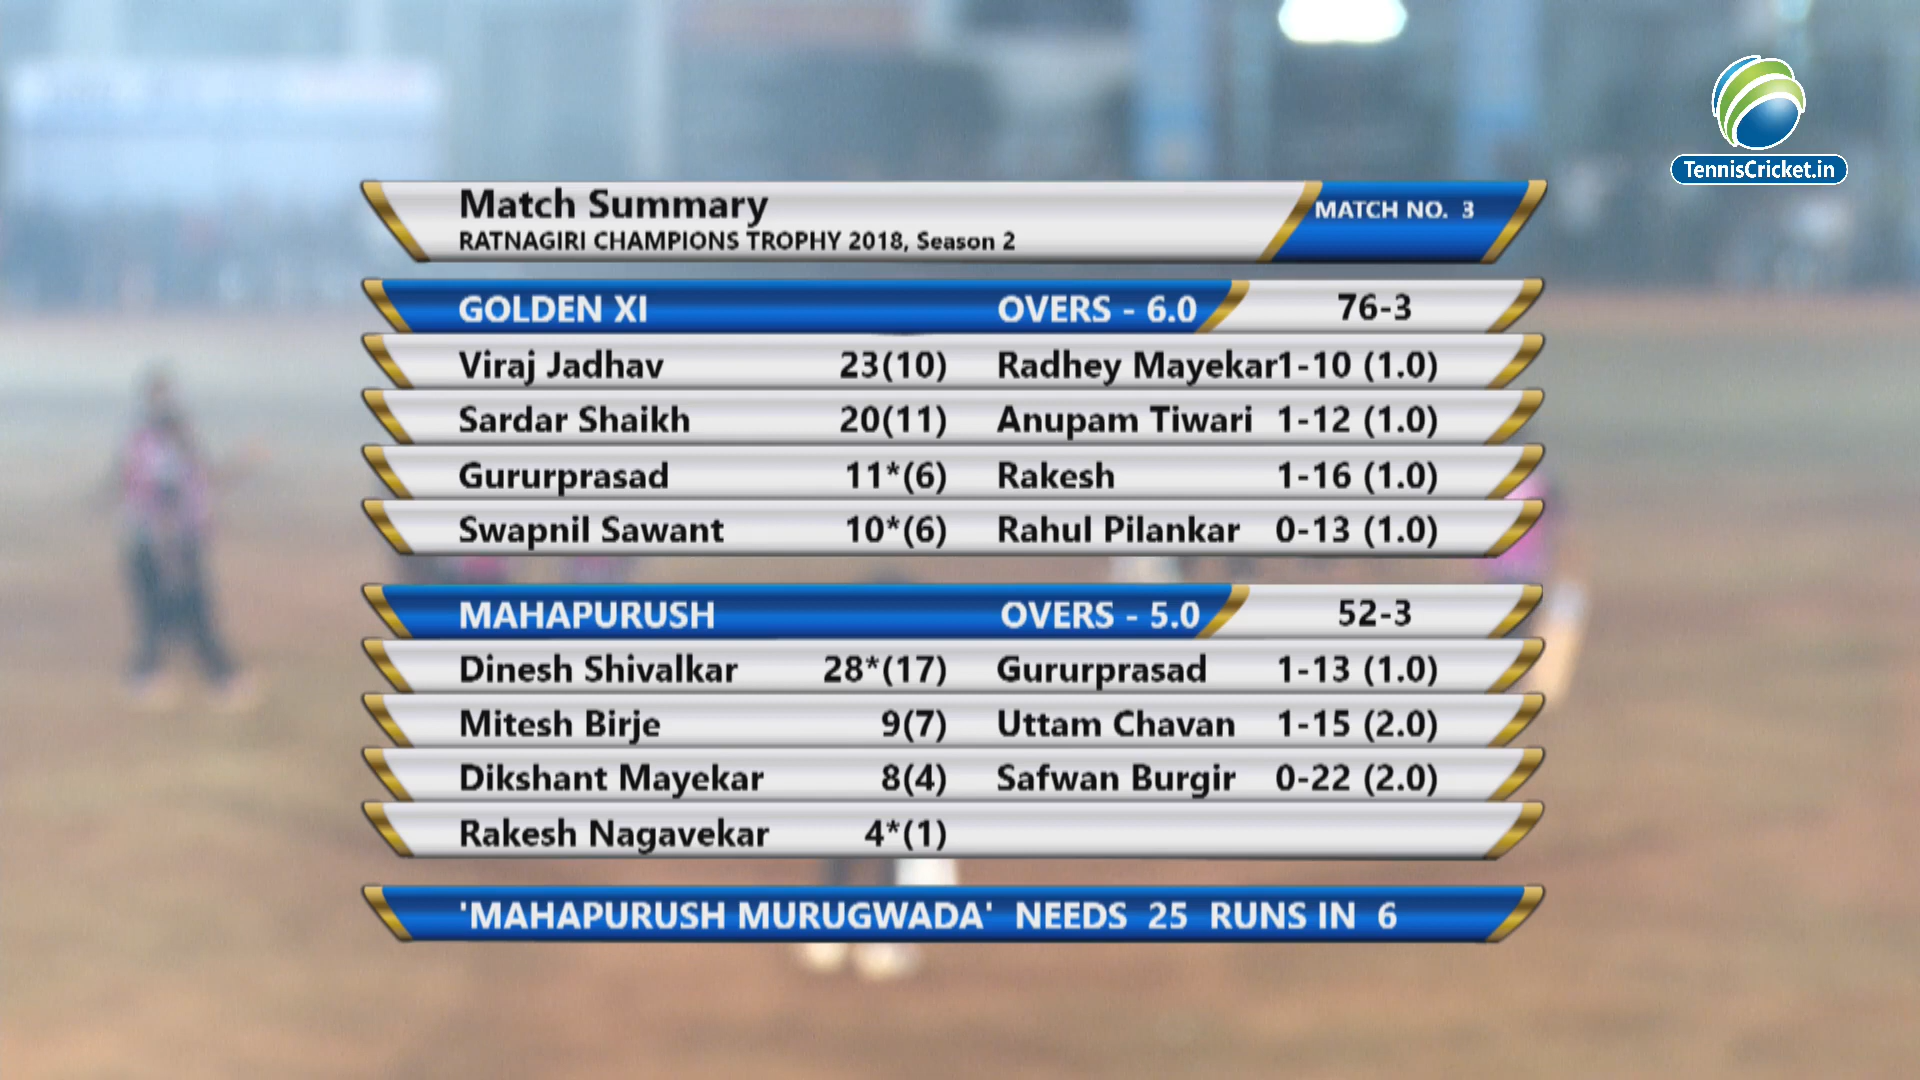 TennisCricket.in
Match Summary
RATNAGIRI CHAMPIONS TROPHY 2018, Season 2
MATCH NO. 3
GOLDEN XI OVERS - 6.0 76-3
Viraj Jadhav 23(10) Radhey Mayekar 1-10 (1.0)
Sardar Shaikh 20(11) Anupam Tiwari 1-12 (1.0)
Gururprasad 11*(6) Rakesh 1-16 (1.0)
Swapnil Sawant 10*(6) Rahul Pilankar 0-13 (1.0)
MAHAPURUSH OVERS - 5.0 52-3
Dinesh Shivalkar 28*(17) Gururprasad 1-13 (1.0)
Mitesh Birje 9(7) Uttam Chavan 1-15 (2.0)
Dikshant Mayekar 8(4) Safwan Burgir 0-22 (2.0)
Rakesh Nagavekar 4*(1)
'MAHAPURUSH MURUGWADA' NEEDS 25 RUNS IN 6